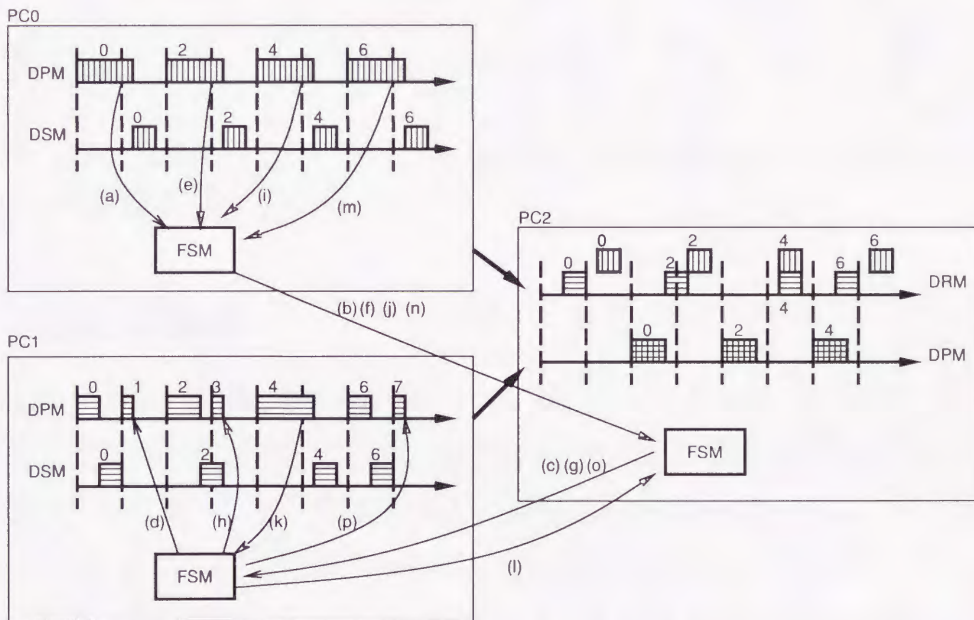 PC0
0 2 4 6
DPM
0 2 4 6
DSM
(a) (e) (i) (m)
FSM
(b) (f) (j) (n)
PC1
0 1 2 3 4 6 7
DPM
0 2 4 6
DSM
(d) (h) (k) (p)
FSM
PC2
0 2 4 6
0 2 6
DRM
4
0 2 4
DPM
FSM
(c) (g) (o)
(l)